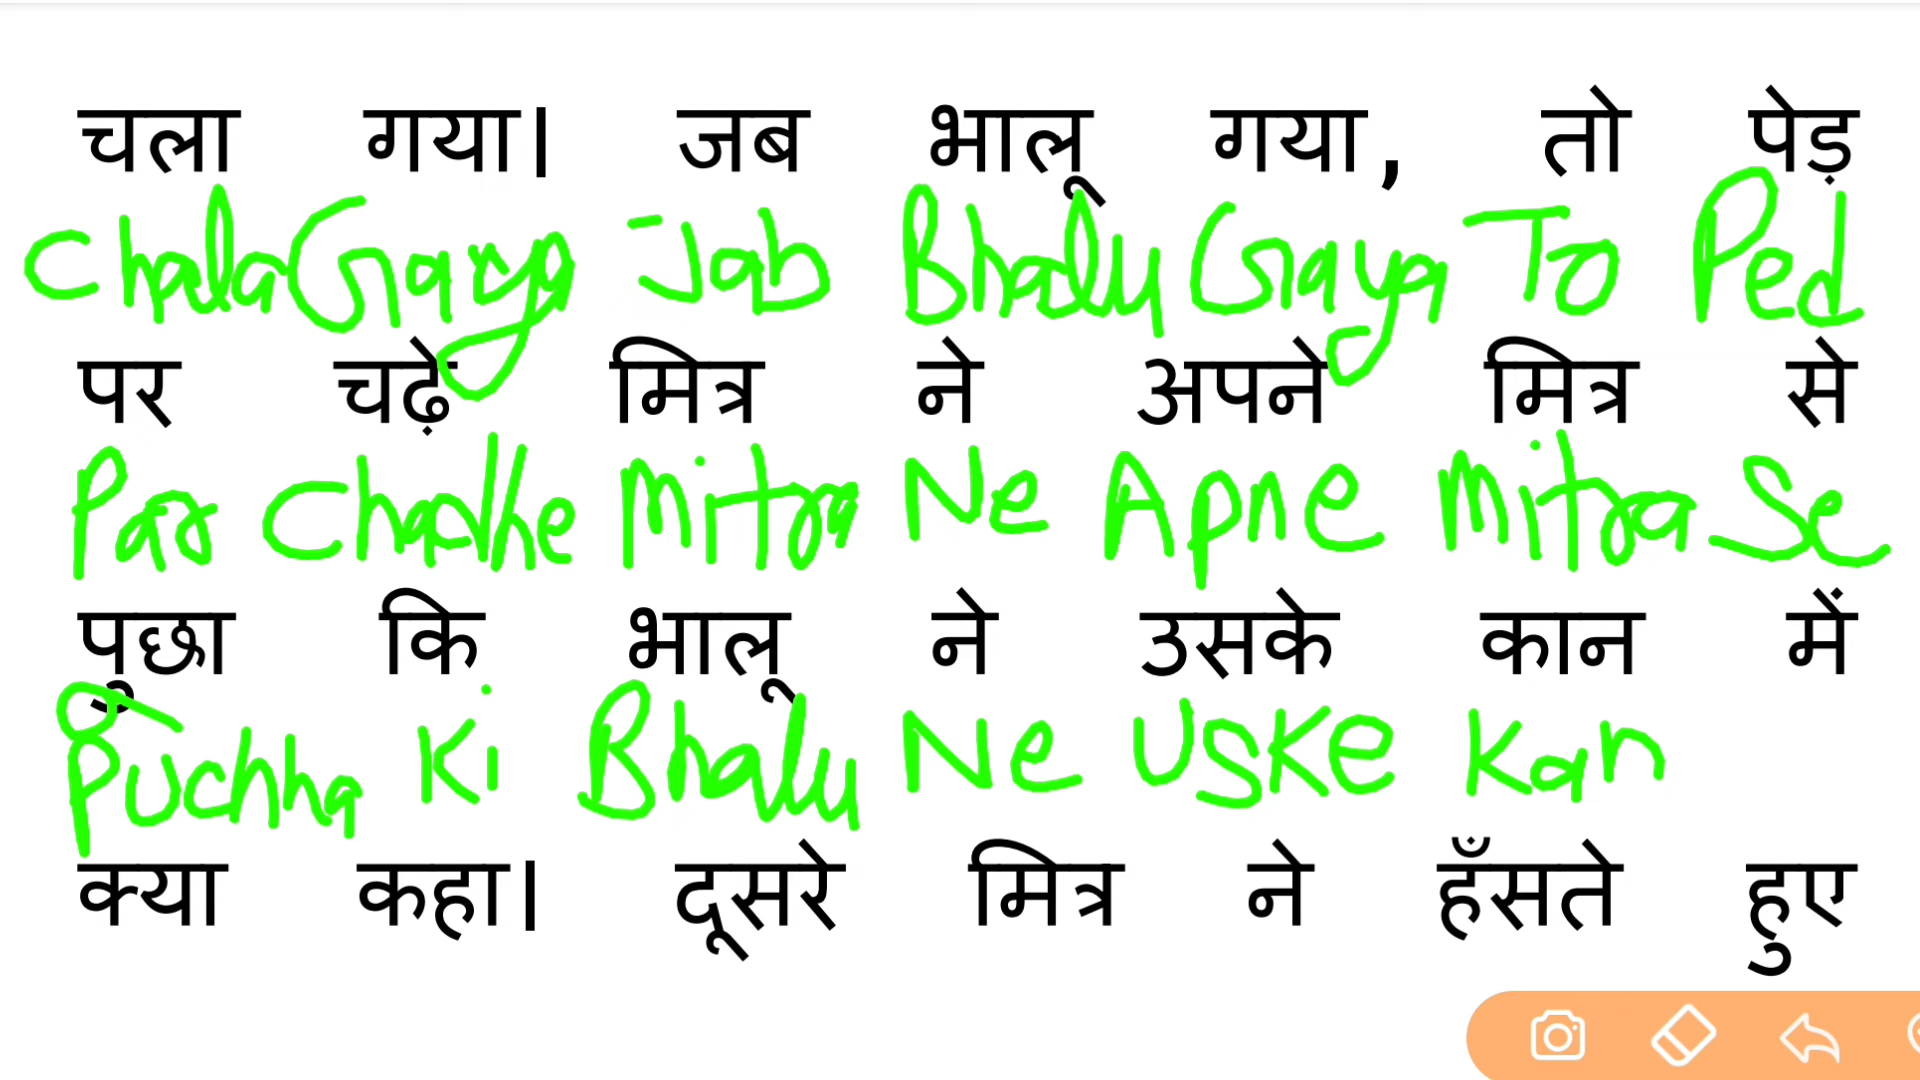 चला गया। जब भालू गया, तो पेड़
Chala Gaya Jab Bhalu Gaya To Ped
पर चढ़े मित्र ने अपने मित्र से
Par Chadhe Mitra Ne Apne Mitra Se
पुछा कि भालू ने उसके कान में
Puchha Ki Bhalu Ne Uske Kan
क्या कहा। दूसरे मित्र ने हँसते हुए